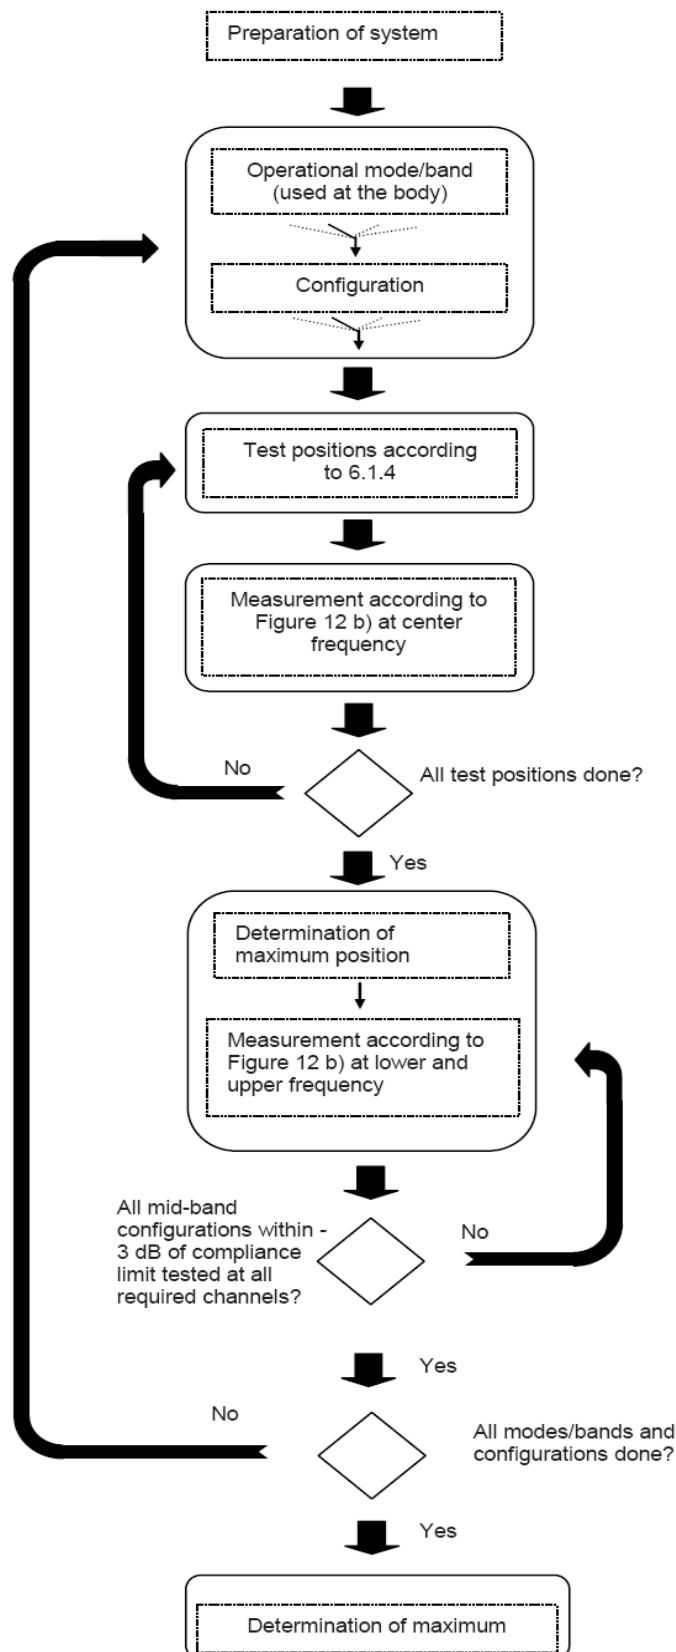 Preparation of system
Operational mode/band
(used at the body)
Configuration
Test positions according
to 6.1.4
Measurement according to
Figure 12 b) at center
frequency
No
All test positions done?
Yes
Determination of
maximum position
Measurement according to
Figure 12 b) at lower and
upper frequency
All mid-band
configurations within -
3 dB of compliance
limit tested at all
required channels?
No
Yes
No
All modes/bands and
configurations done?
Yes
Determination of maximum